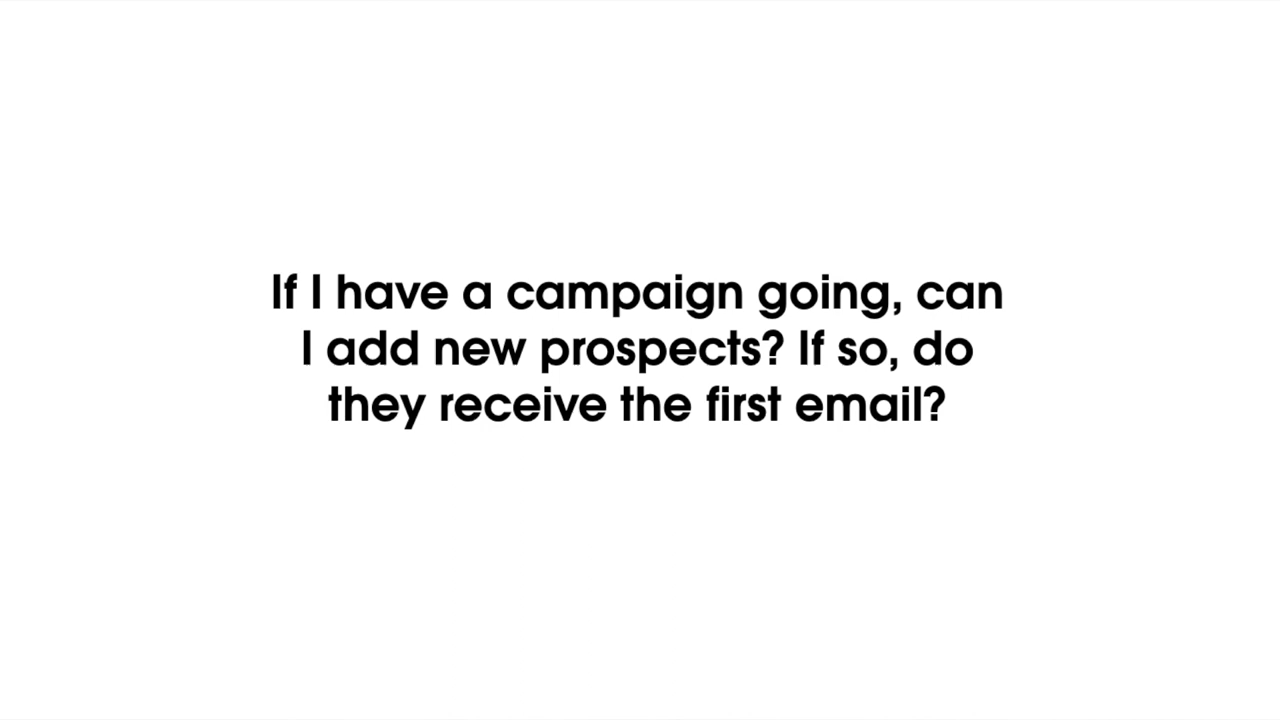 If I have a campaign going, can
I add new prospects? If so, do
they receive the first email?